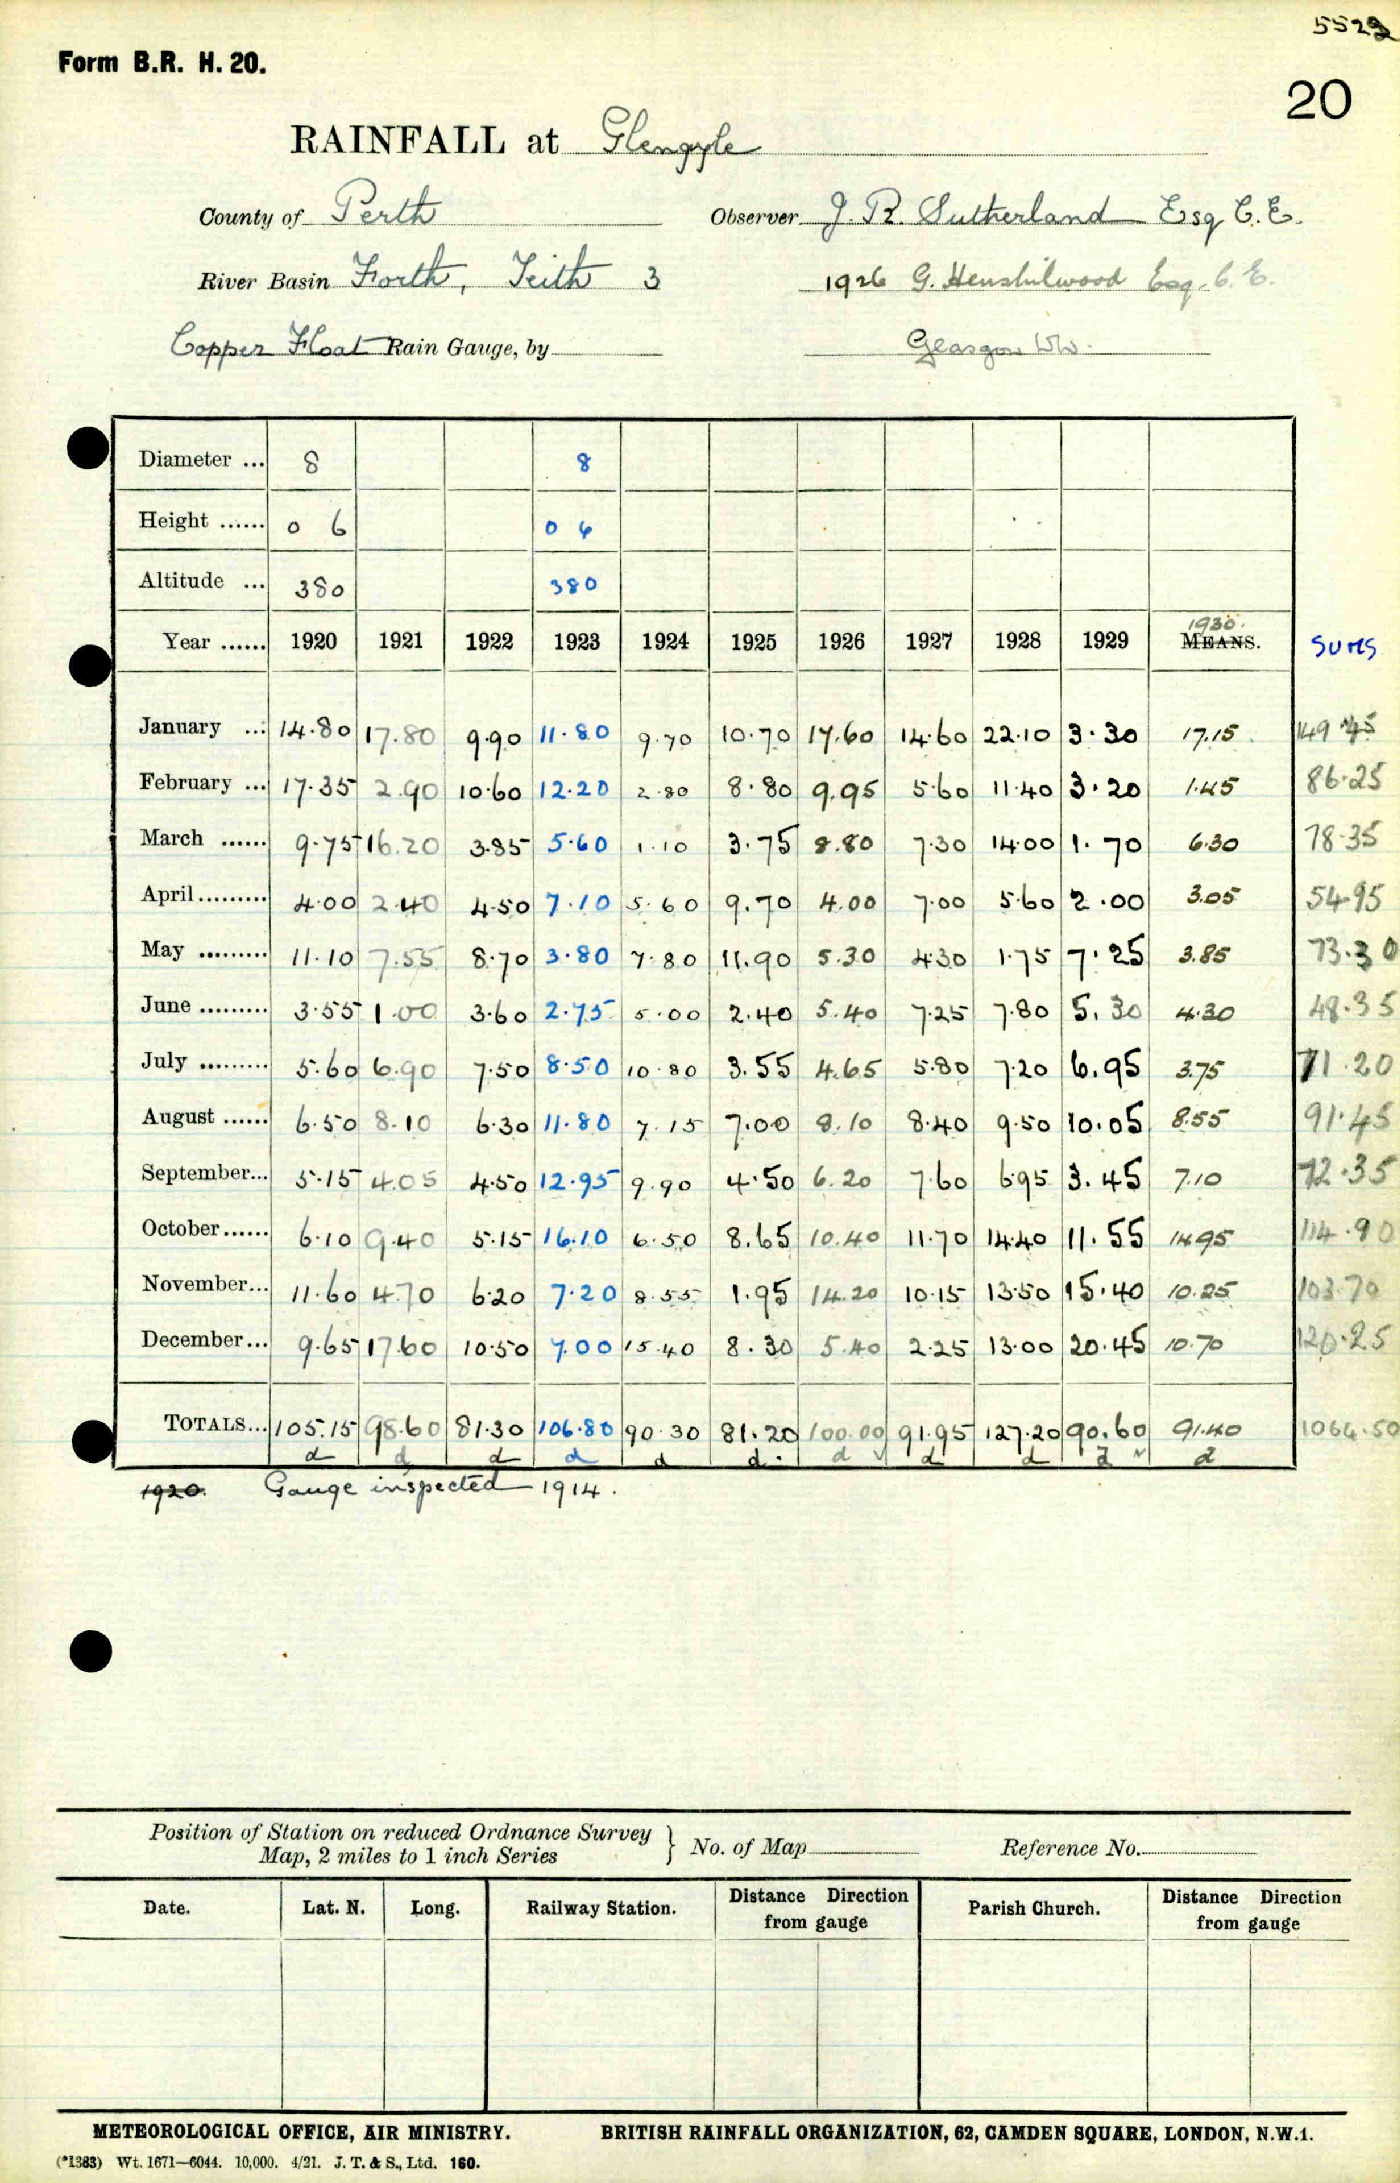 5522
Form B.R. H. 20.
20
RAINFALL at Glengyle
County of Perth Observer J. R. Sutherland Esq C.E.
River Basin Forth, Teith 3 1926 G. Henshilwood Esq. C.E.
Copper Float Rain Gauge, by Glasgow WW.
Diameter ... 8 8
Height ...... 0 6 0 6
Altitude ... 380 380
1930.
Year ...... 1920 1921 1922 1923 1924 1925 1926 1927 1928 1929 MEANS. SUMS
January ... 14.80 17.80 9.90 11.80 9.70 10.70 17.60 14.60 22.10 3.30 17.15 149.45
February ... 17.35 2.90 10.60 12.20 2.80 8.80 9.95 5.60 11.40 3.20 1.45 86.25
March ...... 9.75 16.20 3.85 5.60 1.10 3.75 8.80 7.30 14.00 1.70 6.30 78.35
April ......... 4.00 2.40 4.50 7.10 5.60 9.70 4.00 7.00 5.60 2.00 3.05 54.95
May ......... 11.10 7.55 8.70 3.80 7.80 11.90 5.30 4.30 1.75 7.25 3.85 73.30
June ......... 3.55 1.00 3.60 2.75 5.00 2.40 5.40 7.25 7.80 5.30 4.30 48.35
July ......... 5.60 6.90 7.50 8.50 10.80 3.55 4.65 5.80 7.20 6.95 3.75 71.20
August ...... 6.50 8.10 6.30 11.80 7.15 7.00 8.10 8.40 9.50 10.05 8.55 91.45
September... 5.15 4.05 4.50 12.95 9.90 4.50 6.20 7.60 6.95 3.45 7.10 72.35
October...... 6.10 9.40 5.15 16.10 6.50 8.65 10.40 11.70 14.40 11.55 14.95 114.90
November... 11.60 4.70 6.20 7.20 8.55 1.95 14.20 10.15 13.50 15.40 10.25 103.70
December... 9.65 17.60 10.50 7.00 15.40 8.30 5.40 2.25 13.00 20.45 10.70 120.25
TOTALS... 105.15 98.60 81.30 106.80 90.30 81.20 100.00 91.95 127.20 90.60 91.40 1064.50
d d d d d d. d ✓ d d d ✓ d
1920. Gauge inspected 1914.
Position of Station on reduced Ordnance Survey
Map, 2 miles to 1 inch Series } No. of Map Reference No.
Date. Lat. N. Long. Railway Station. Distance Direction from gauge Parish Church. Distance Direction from gauge
METEOROLOGICAL OFFICE, AIR MINISTRY. BRITISH RAINFALL ORGANIZATION, 62, CAMDEN SQUARE, LONDON, N.W.1.
(*1383) Wt. 1671—6044. 10,000. 4/21. J. T. & S., Ltd. 160.